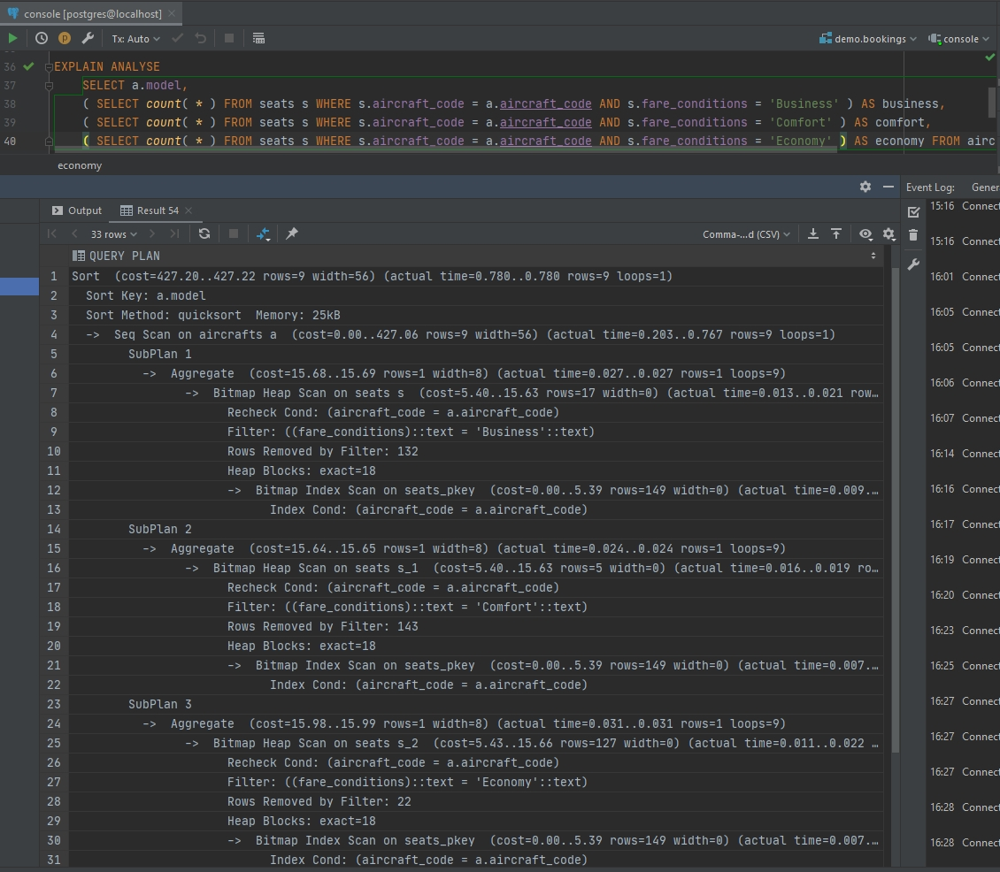 console [postgres@localhost]
Tx: Auto
demo.bookings
console
36
EXPLAIN ANALYSE
37
SELECT a.model,
38
( SELECT count( * ) FROM seats s WHERE s.aircraft_code = a.aircraft_code AND s.fare_conditions = 'Business' ) AS business,
39
( SELECT count( * ) FROM seats s WHERE s.aircraft_code = a.aircraft_code AND s.fare_conditions = 'Comfort' ) AS comfort,
40
( SELECT count( * ) FROM seats s WHERE s.aircraft_code = a.aircraft_code AND s.fare_conditions = 'Economy' ) AS economy FROM airc
economy
Event Log:
Gener
Output
Result 54
33 rows
Comma-...d (CSV)
QUERY PLAN
1 Sort (cost=427.20..427.22 rows=9 width=56) (actual time=0.780..0.780 rows=9 loops=1)
2 Sort Key: a.model
3 Sort Method: quicksort Memory: 25kB
4 -> Seq Scan on aircrafts a (cost=0.00..427.06 rows=9 width=56) (actual time=0.203..0.767 rows=9 loops=1)
5 SubPlan 1
6 -> Aggregate (cost=15.68..15.69 rows=1 width=8) (actual time=0.027..0.027 rows=1 loops=9)
7 -> Bitmap Heap Scan on seats s (cost=5.40..15.63 rows=17 width=0) (actual time=0.013..0.021 row…
8 Recheck Cond: (aircraft_code = a.aircraft_code)
9 Filter: ((fare_conditions)::text = 'Business'::text)
10 Rows Removed by Filter: 132
11 Heap Blocks: exact=18
12 -> Bitmap Index Scan on seats_pkey (cost=0.00..5.39 rows=149 width=0) (actual time=0.009.…
13 Index Cond: (aircraft_code = a.aircraft_code)
14 SubPlan 2
15 -> Aggregate (cost=15.64..15.65 rows=1 width=8) (actual time=0.024..0.024 rows=1 loops=9)
16 -> Bitmap Heap Scan on seats s_1 (cost=5.40..15.63 rows=5 width=0) (actual time=0.016..0.019 ro…
17 Recheck Cond: (aircraft_code = a.aircraft_code)
18 Filter: ((fare_conditions)::text = 'Comfort'::text)
19 Rows Removed by Filter: 143
20 Heap Blocks: exact=18
21 -> Bitmap Index Scan on seats_pkey (cost=0.00..5.39 rows=149 width=0) (actual time=0.007.…
22 Index Cond: (aircraft_code = a.aircraft_code)
23 SubPlan 3
24 -> Aggregate (cost=15.98..15.99 rows=1 width=8) (actual time=0.031..0.031 rows=1 loops=9)
25 -> Bitmap Heap Scan on seats s_2 (cost=5.43..15.66 rows=127 width=0) (actual time=0.011..0.022 …
26 Recheck Cond: (aircraft_code = a.aircraft_code)
27 Filter: ((fare_conditions)::text = 'Economy'::text)
28 Rows Removed by Filter: 22
29 Heap Blocks: exact=18
30 -> Bitmap Index Scan on seats_pkey (cost=0.00..5.39 rows=149 width=0) (actual time=0.007.…
31 Index Cond: (aircraft_code = a.aircraft_code)
15:16 Connect
15:16 Connect
16:01 Connect
16:05 Connect
16:05 Connect
16:06 Connect
16:07 Connect
16:14 Connect
16:16 Connect
16:17 Connect
16:19 Connect
16:20 Connect
16:23 Connect
16:25 Connect
16:27 Connect
16:27 Connect
16:27 Connect
16:28 Connect
16:28 Connect